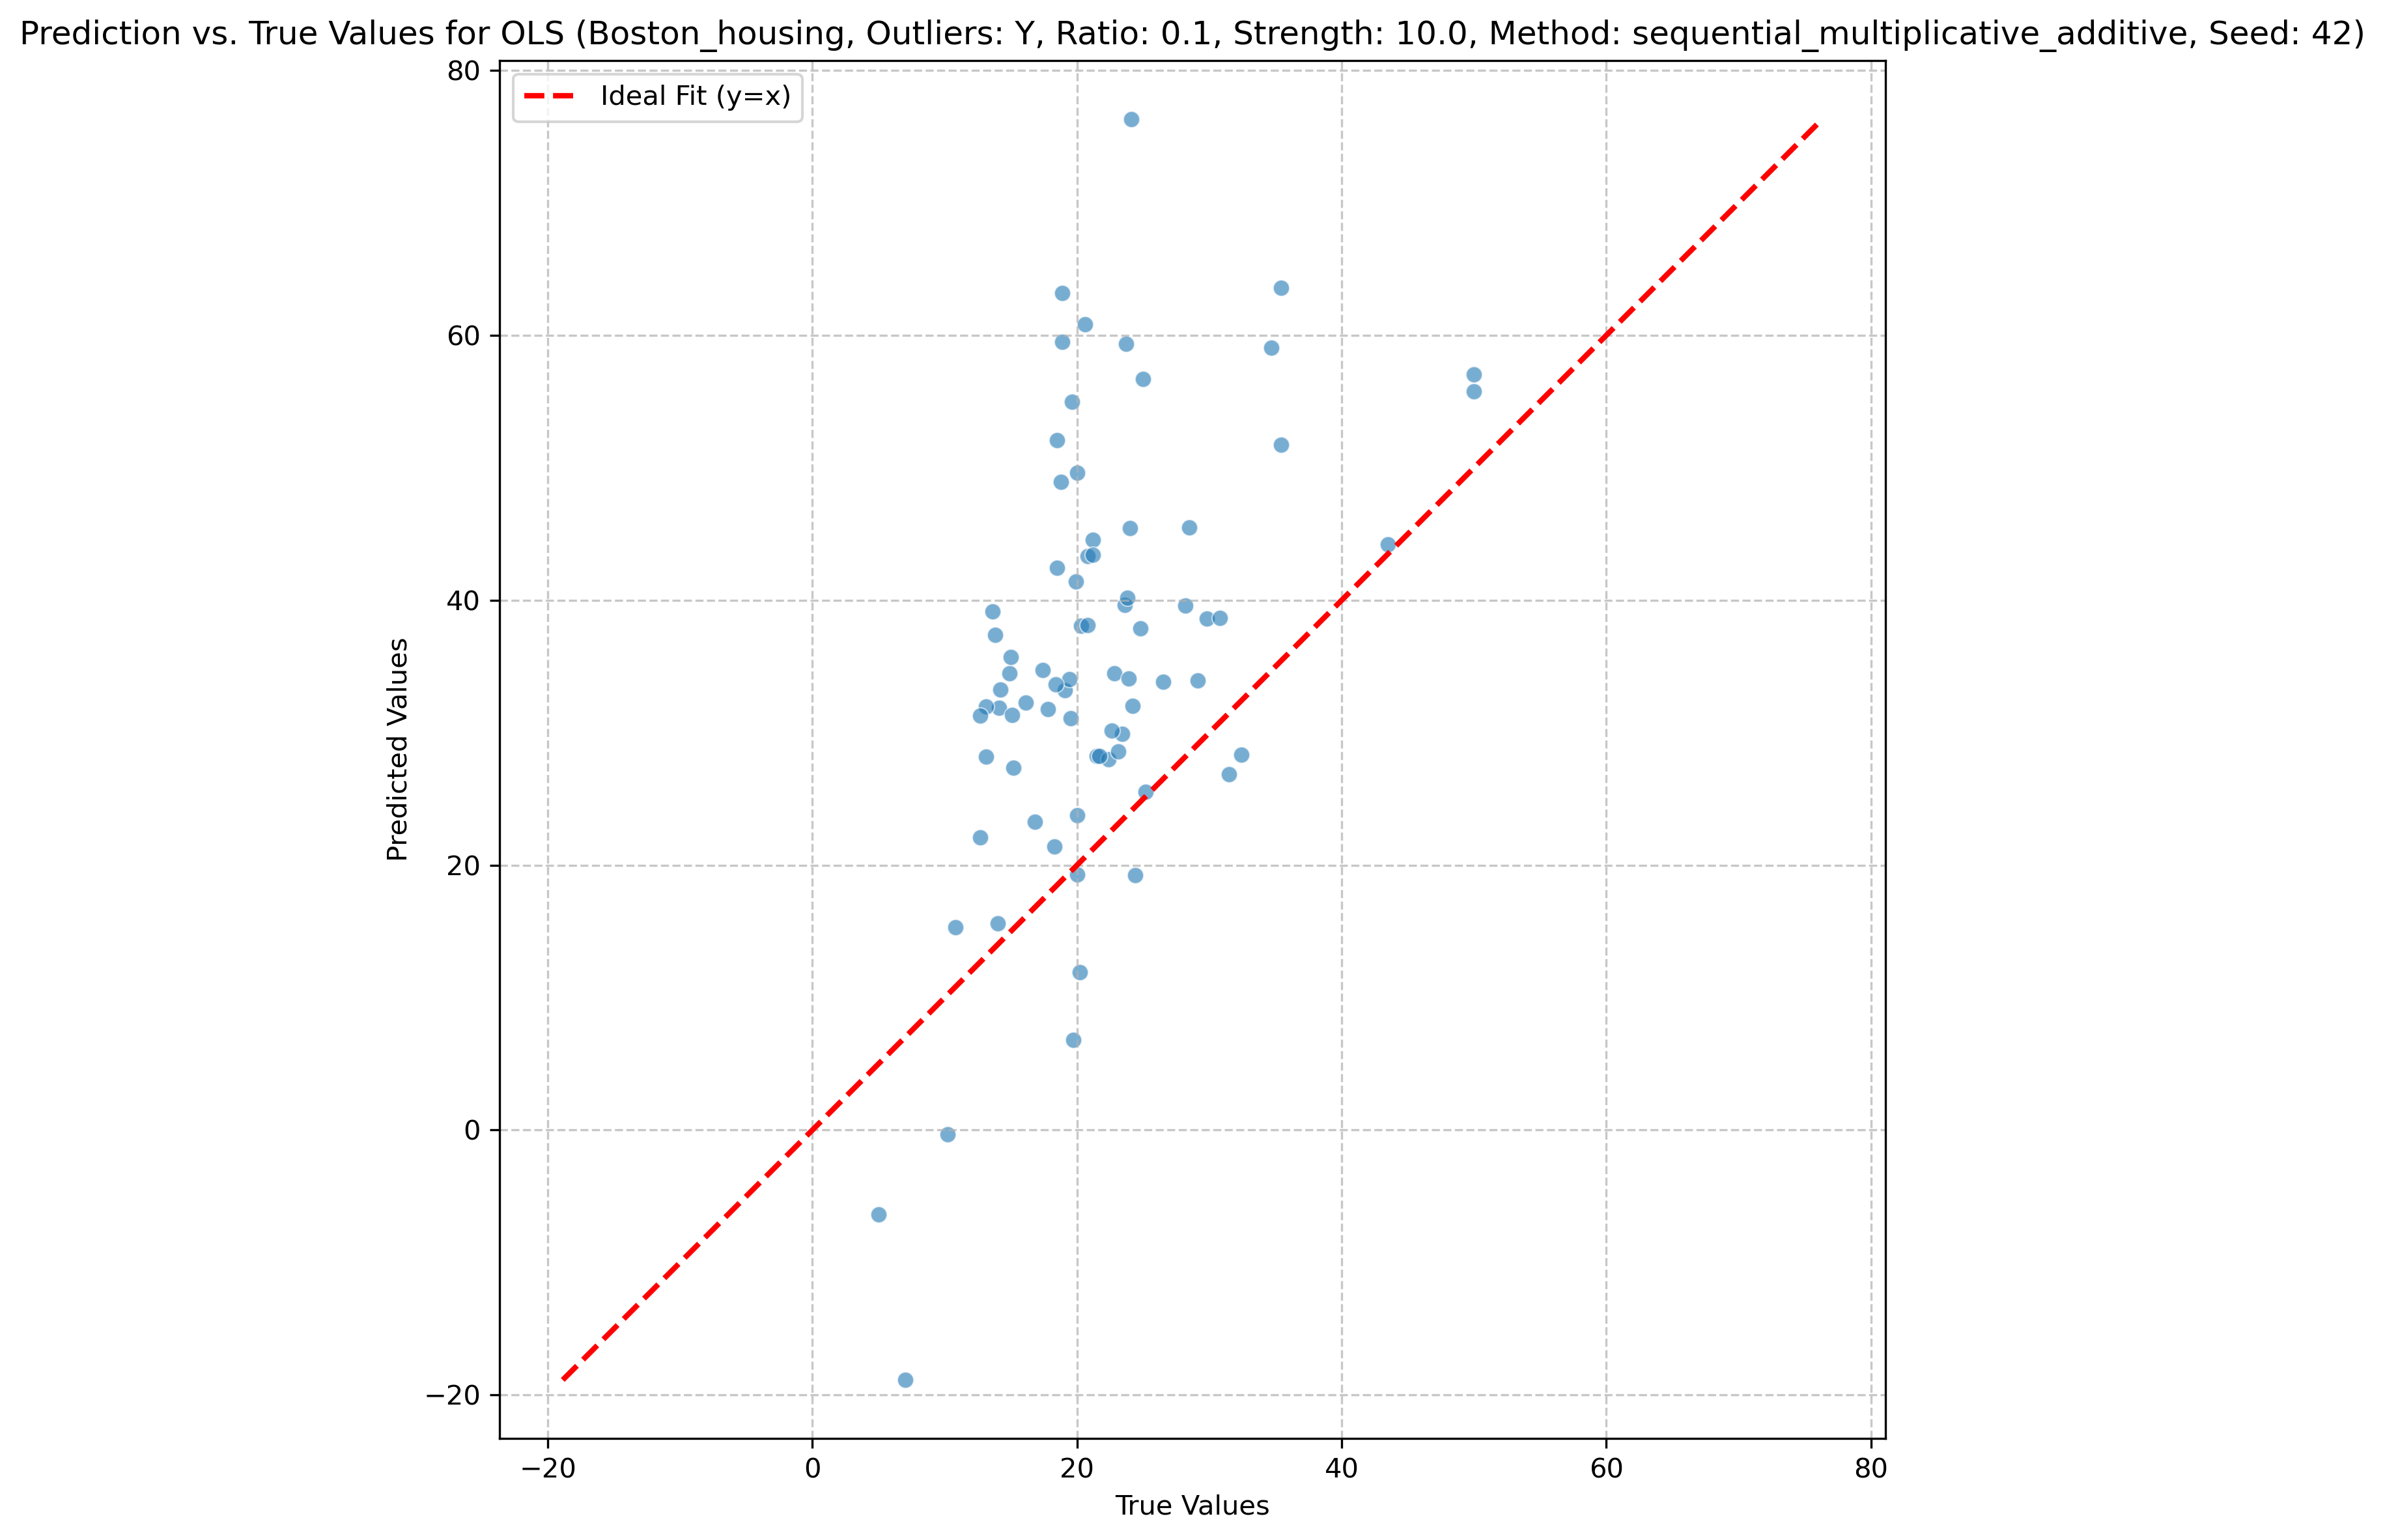 Prediction vs. True Values for OLS (Boston_housing, Outliers: Y, Ratio: 0.1, Strength: 10.0, Method: sequential_multiplicative_additive, Seed: 42)
Ideal Fit (y=x)
80
60
40
20
0
−20
Predicted Values
−20 0 20 40 60 80
True Values